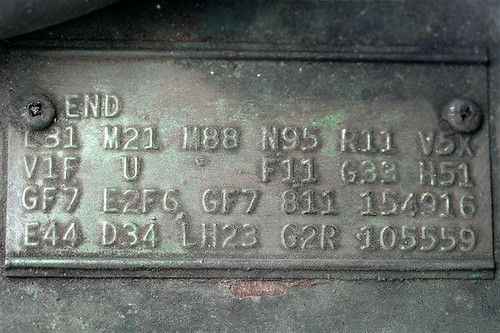 END
L31 M21 M88 N95 R11 V5X
V1F U F11 G33 H51
GF7 E2F6 GF7 811 154916
E44 D34 LH23 G2R 105559